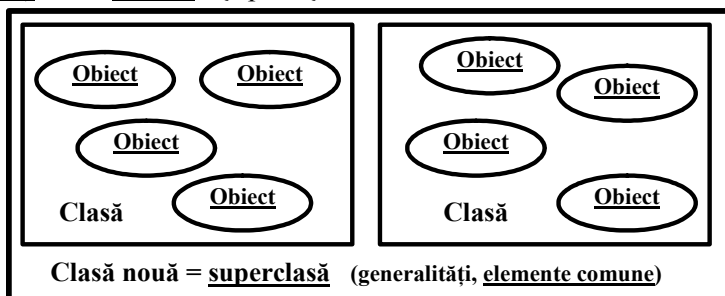 Obiect
Obiect
Obiect
Obiect
Clasă
Obiect
Obiect
Obiect
Obiect
Clasă
Clasă nouă = superclasă (generalități, elemente comune)